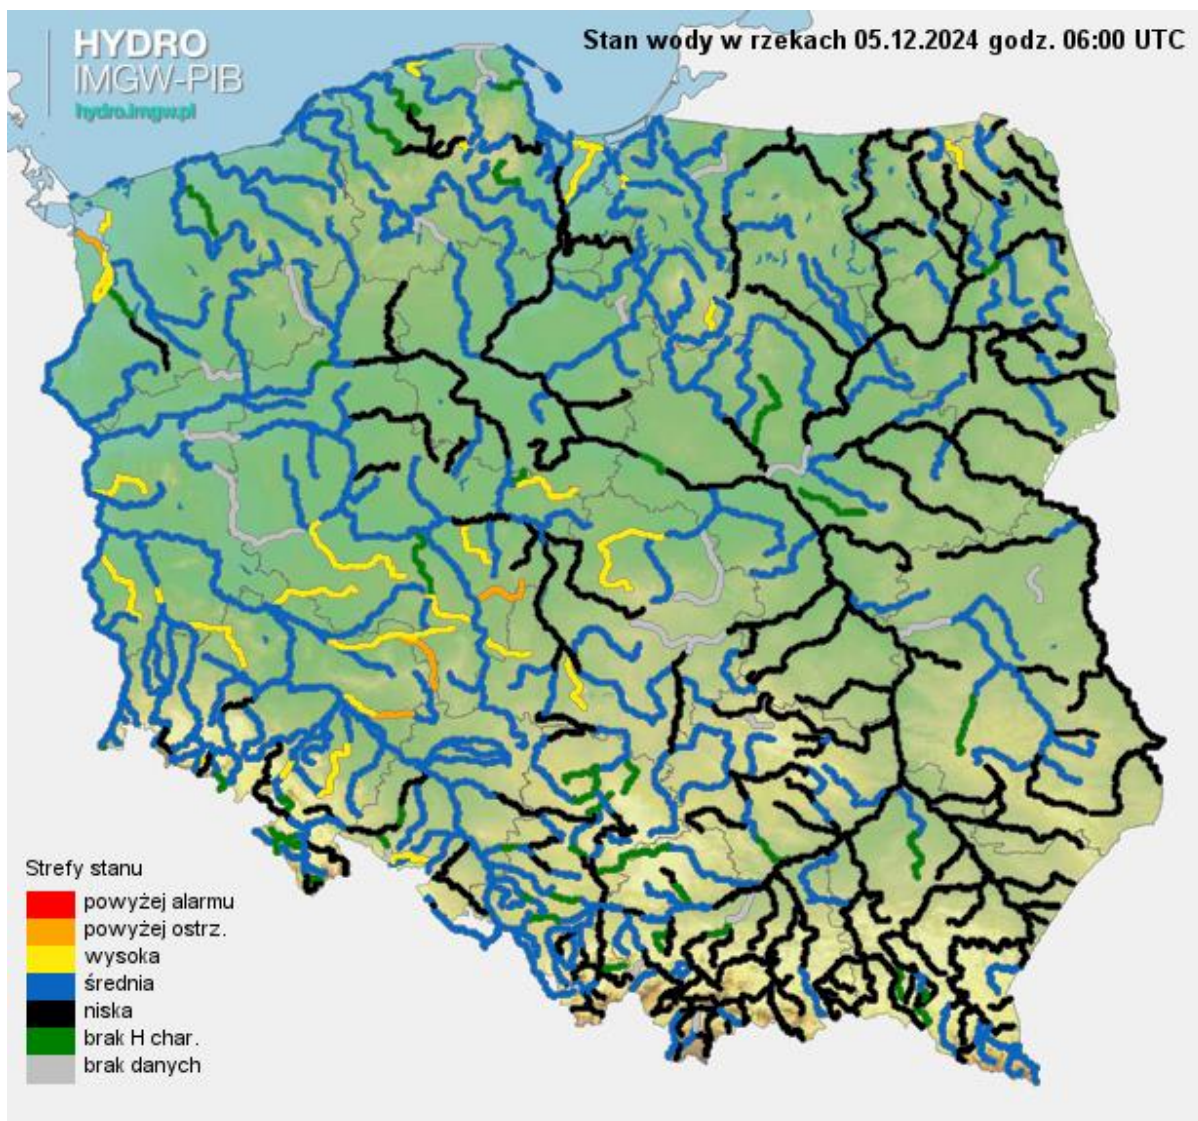 HYDRO
IMGW-PIB
hydro.imgw.pl
Stan wody w rzekach 05.12.2024 godz. 06:00 UTC
Strefy stanu
powyżej alarmu
powyżej ostrz.
wysoka
średnia
niska
brak H char.
brak danych